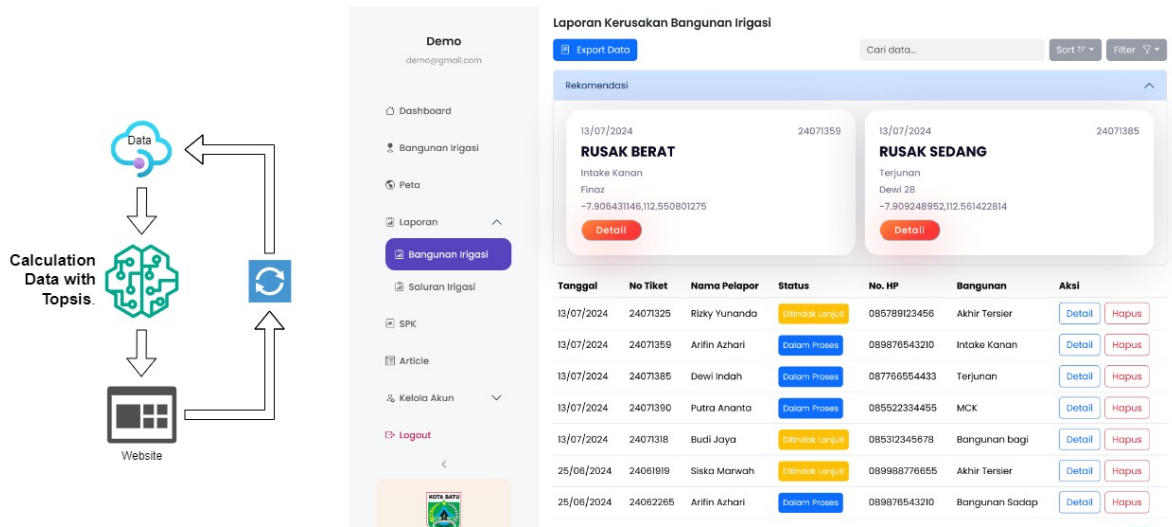 Data
Calculation
Data with
Topsis.
Website
Demo
demo@gmail.com
Dashboard
Bangunan Irigasi
Peta
Laporan
Bangunan Irigasi
Saluran Irigasi
SPK
Article
Kelola Akun
Logout
KOTA BATU
Laporan Kerusakan Bangunan Irigasi
Export Data
Cari data...
Sort
Filter
Rekomendasi
13/07/2024 24071359
RUSAK BERAT
Intake Kanan
Finaz
-7.906431146,112.550801275
Detail
13/07/2024 24071385
RUSAK SEDANG
Terjunan
Dewi 28
-7.909248952,112.561422814
Detail
Tanggal No Tiket Nama Pelapor Status No. HP Bangunan Aksi
13/07/2024 24071325 Rizky Yunanda Ditindak Lanjuti 085789123456 Akhir Tersier Detail Hapus
13/07/2024 24071359 Arifin Azhari Dalam Proses 089876543210 Intake Kanan Detail Hapus
13/07/2024 24071385 Dewi Indah Dalam Proses 087766554433 Terjunan Detail Hapus
13/07/2024 24071390 Putra Ananta Dalam Proses 085522334455 MCK Detail Hapus
13/07/2024 24071318 Budi Jaya Ditindak Lanjuti 085312345678 Bangunan bagi Detail Hapus
25/06/2024 24061919 Siska Marwah Ditindak Lanjuti 089988776655 Akhir Tersier Detail Hapus
25/06/2024 24062265 Arifin Azhari Dalam Proses 089876543210 Bangunan Sadap Detail Hapus